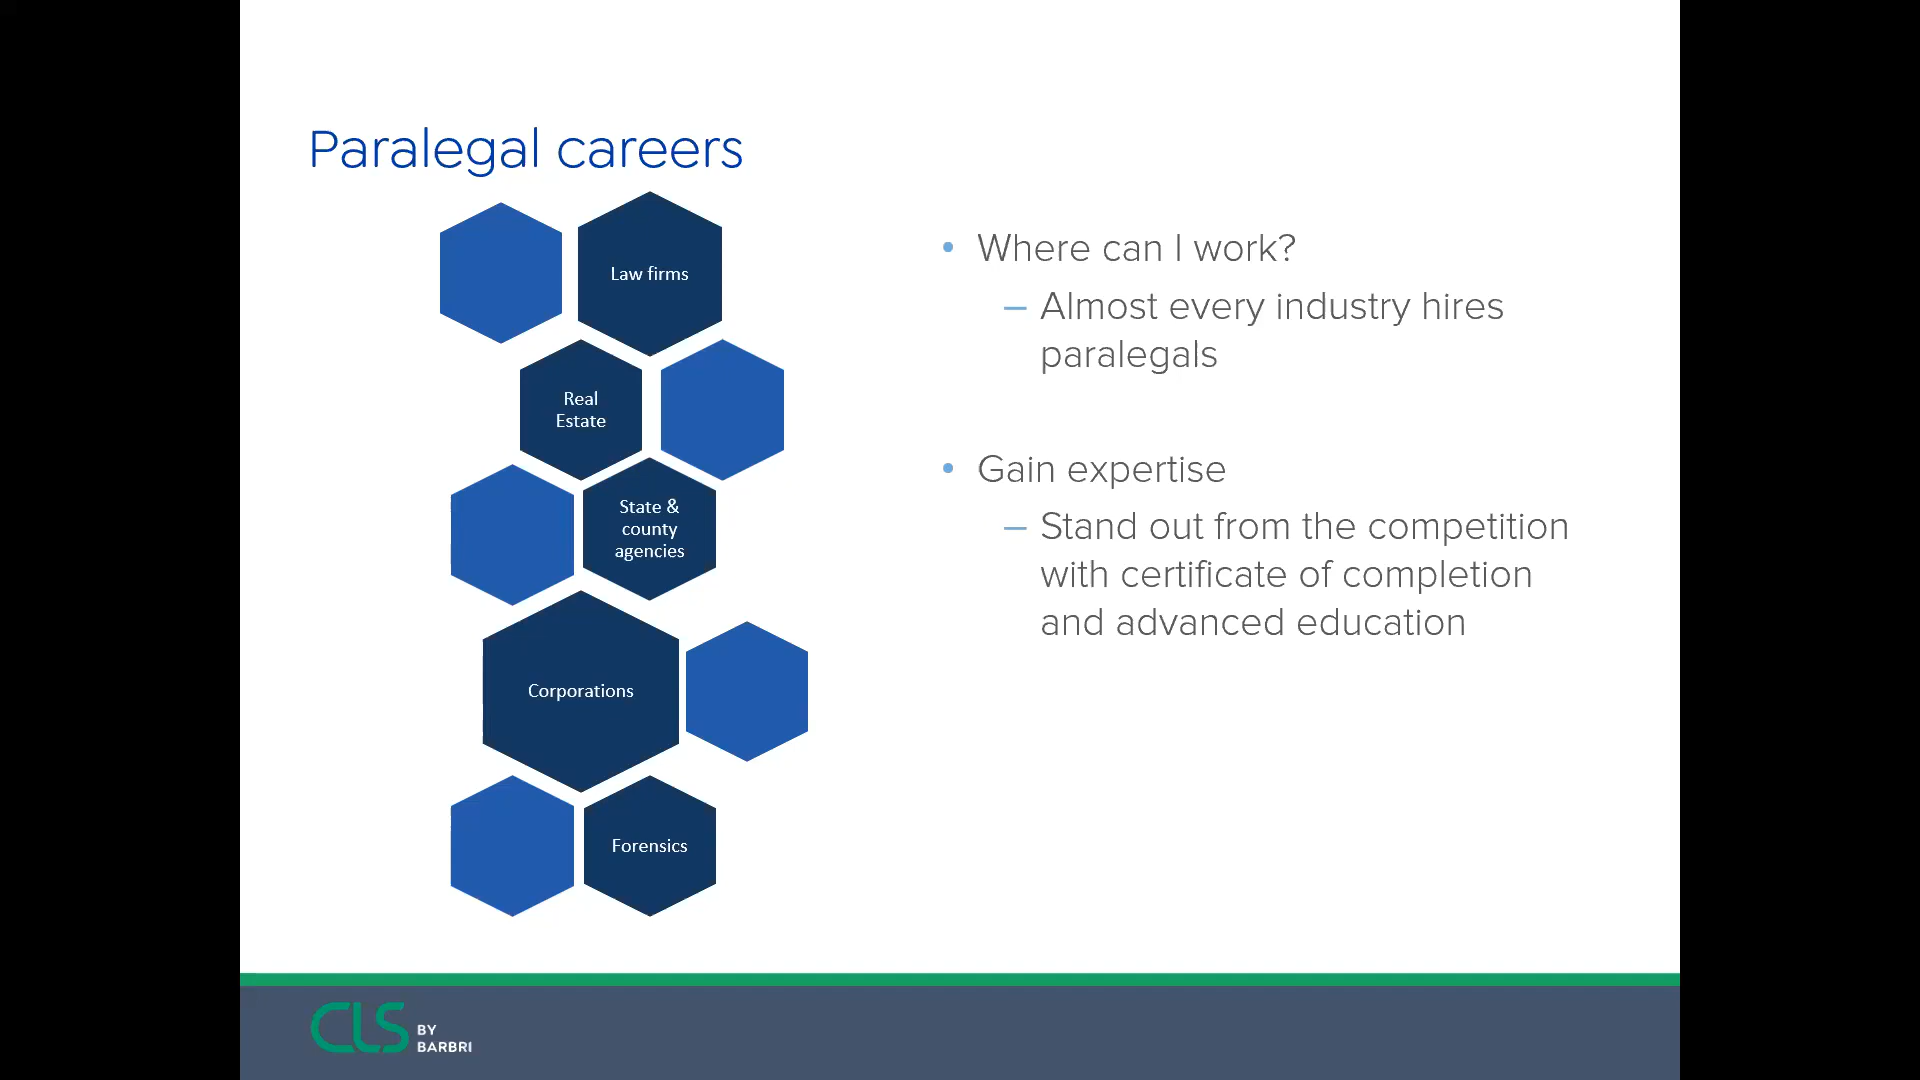 Paralegal careers
Law firms
Real
Estate
State &
county
agencies
Corporations
Forensics
• Where can I work?
– Almost every industry hires
paralegals
• Gain expertise
– Stand out from the competition
with certificate of completion
and advanced education
CLS BY
BARBRI